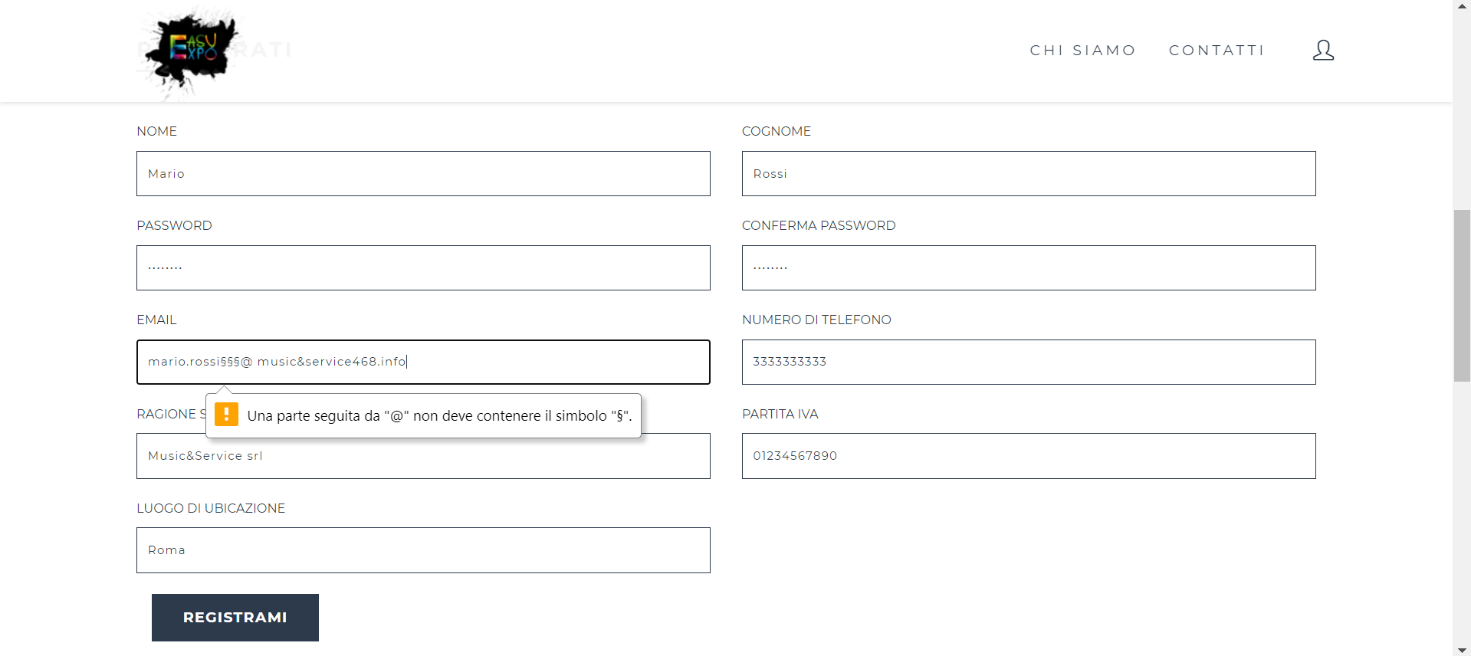 EASY
EXPO
CHI SIAMO
CONTATTI
NOME
COGNOME
Mario
Rossi
PASSWORD
CONFERMA PASSWORD
········
········
EMAIL
NUMERO DI TELEFONO
mario.rossi§§§@ music&service468.info
3333333333
Una parte seguita da "@" non deve contenere il simbolo "§".
RAGIONE S
PARTITA IVA
Music&Service srl
01234567890
LUOGO DI UBICAZIONE
Roma
REGISTRAMI